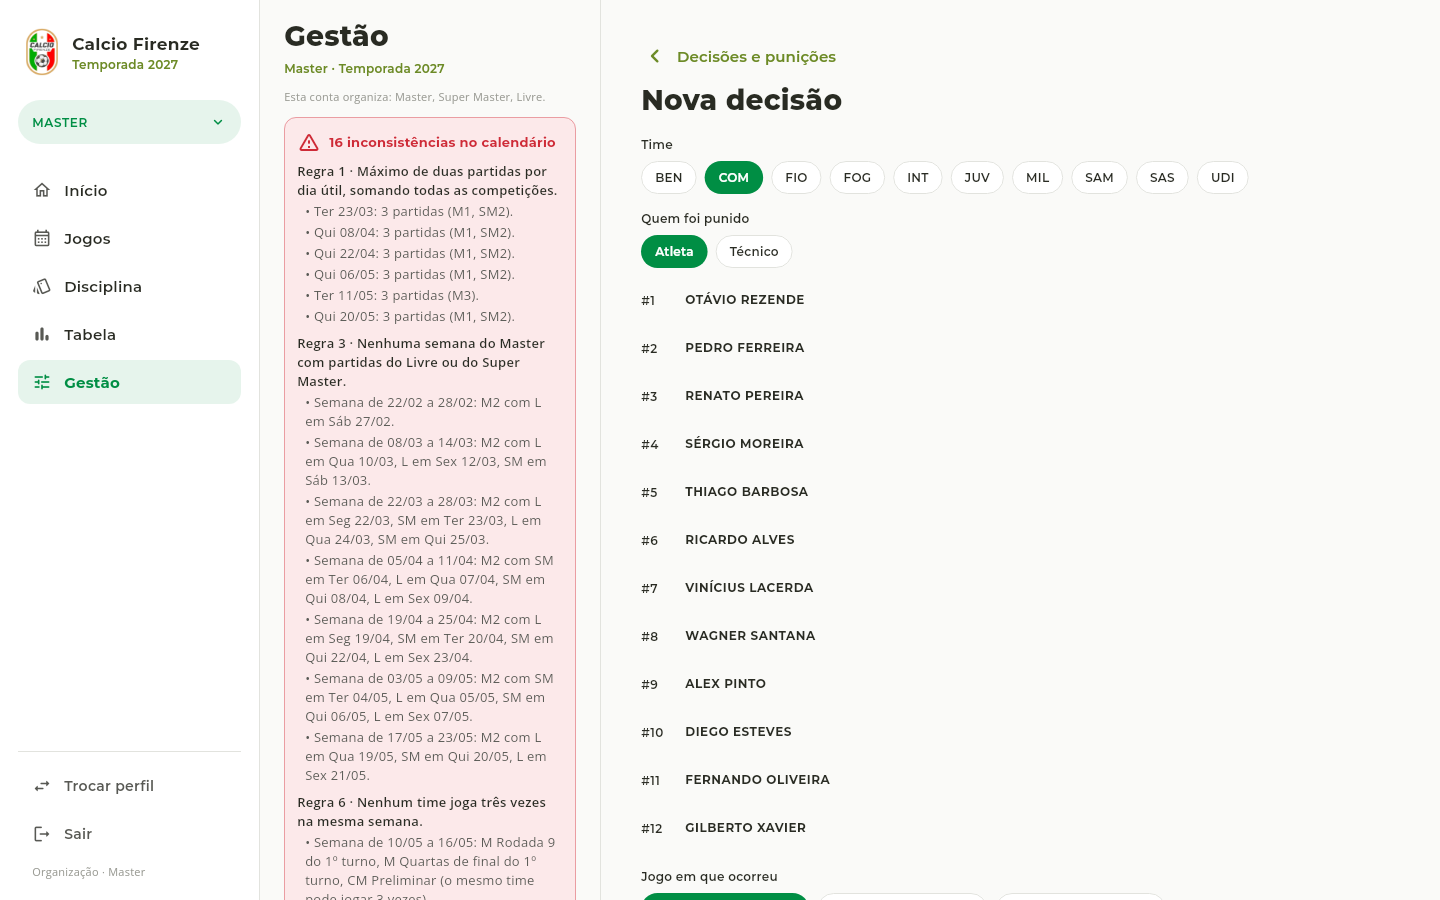 CALCIO
Calcio Firenze
Temporada 2027
MASTER
Início
Jogos
Disciplina
Tabela
Gestão
Trocar perfil
Sair
Organização · Master
Gestão
Master · Temporada 2027
Esta conta organiza: Master, Super Master, Livre.
16 inconsistências no calendário
Regra 1 · Máximo de duas partidas por
dia útil, somando todas as competições.
• Ter 23/03: 3 partidas (M1, SM2).
• Qui 08/04: 3 partidas (M1, SM2).
• Qui 22/04: 3 partidas (M1, SM2).
• Qui 06/05: 3 partidas (M1, SM2).
• Ter 11/05: 3 partidas (M3).
• Qui 20/05: 3 partidas (M1, SM2).
Regra 3 · Nenhuma semana do Master
com partidas do Livre ou do Super
Master.
• Semana de 22/02 a 28/02: M2 com L
em Sáb 27/02.
• Semana de 08/03 a 14/03: M2 com L
em Qua 10/03, L em Sex 12/03, SM em
Sáb 13/03.
• Semana de 22/03 a 28/03: M2 com L
em Seg 22/03, SM em Ter 23/03, L em
Qua 24/03, SM em Qui 25/03.
• Semana de 05/04 a 11/04: M2 com SM
em Ter 06/04, L em Qua 07/04, SM em
Qui 08/04, L em Sex 09/04.
• Semana de 19/04 a 25/04: M2 com L
em Seg 19/04, SM em Ter 20/04, SM em
Qui 22/04, L em Sex 23/04.
• Semana de 03/05 a 09/05: M2 com SM
em Ter 04/05, L em Qua 05/05, SM em
Qui 06/05, L em Sex 07/05.
• Semana de 17/05 a 23/05: M2 com L
em Qua 19/05, SM em Qui 20/05, L em
Sex 21/05.
Regra 6 · Nenhum time joga três vezes
na mesma semana.
• Semana de 10/05 a 16/05: M Rodada 9
do 1º turno, M Quartas de final do 1º
turno, CM Preliminar (o mesmo time
pode jogar 3 vezes).
Decisões e punições
Nova decisão
Time
BEN
COM
FIO
FOG
INT
JUV
MIL
SAM
SAS
UDI
Quem foi punido
Atleta
Técnico
#1 OTÁVIO REZENDE
#2 PEDRO FERREIRA
#3 RENATO PEREIRA
#4 SÉRGIO MOREIRA
#5 THIAGO BARBOSA
#6 RICARDO ALVES
#7 VINÍCIUS LACERDA
#8 WAGNER SANTANA
#9 ALEX PINTO
#10 DIEGO ESTEVES
#11 FERNANDO OLIVEIRA
#12 GILBERTO XAVIER
Jogo em que ocorreu